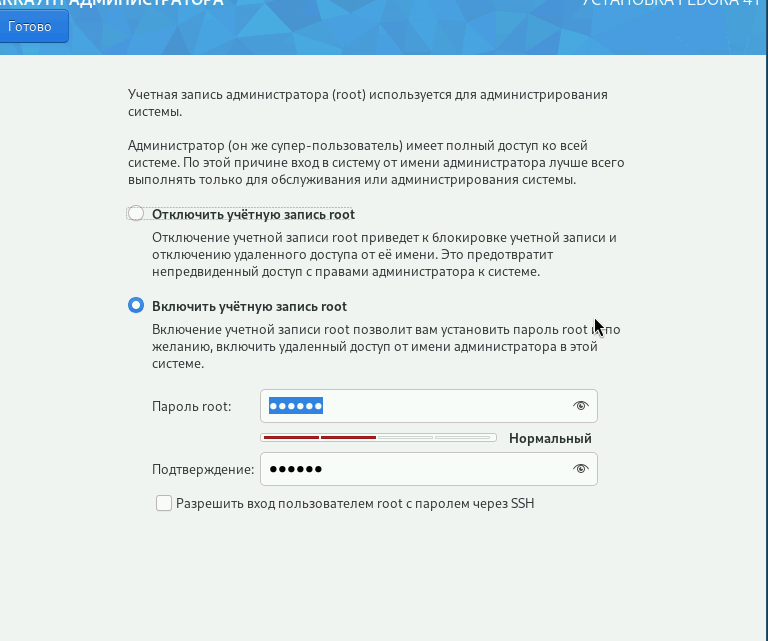 АККАУНТ АДМИНИСТРАТОРА
УСТАНОВКА FEDORA 41
Готово
Учетная запись администратора (root) используется для администрирования
системы.
Администратор (он же супер-пользователь) имеет полный доступ ко всей
системе. По этой причине вход в систему от имени администратора лучше всего
выполнять только для обслуживания или администрирования системы.
Отключить учётную запись root
Отключение учетной записи root приведет к блокировке учетной записи и
отключению удаленного доступа от её имени. Это предотвратит
непредвиденный доступ с правами администратора к системе.
Включить учётную запись root
Включение учетной записи root позволит вам установить пароль root и по
желанию, включить удаленный доступ от имени администратора в этой
системе.
Пароль root: ●●●●●●
Нормальный
Подтверждение: ●●●●●●
Разрешить вход пользователем root с паролем через SSH